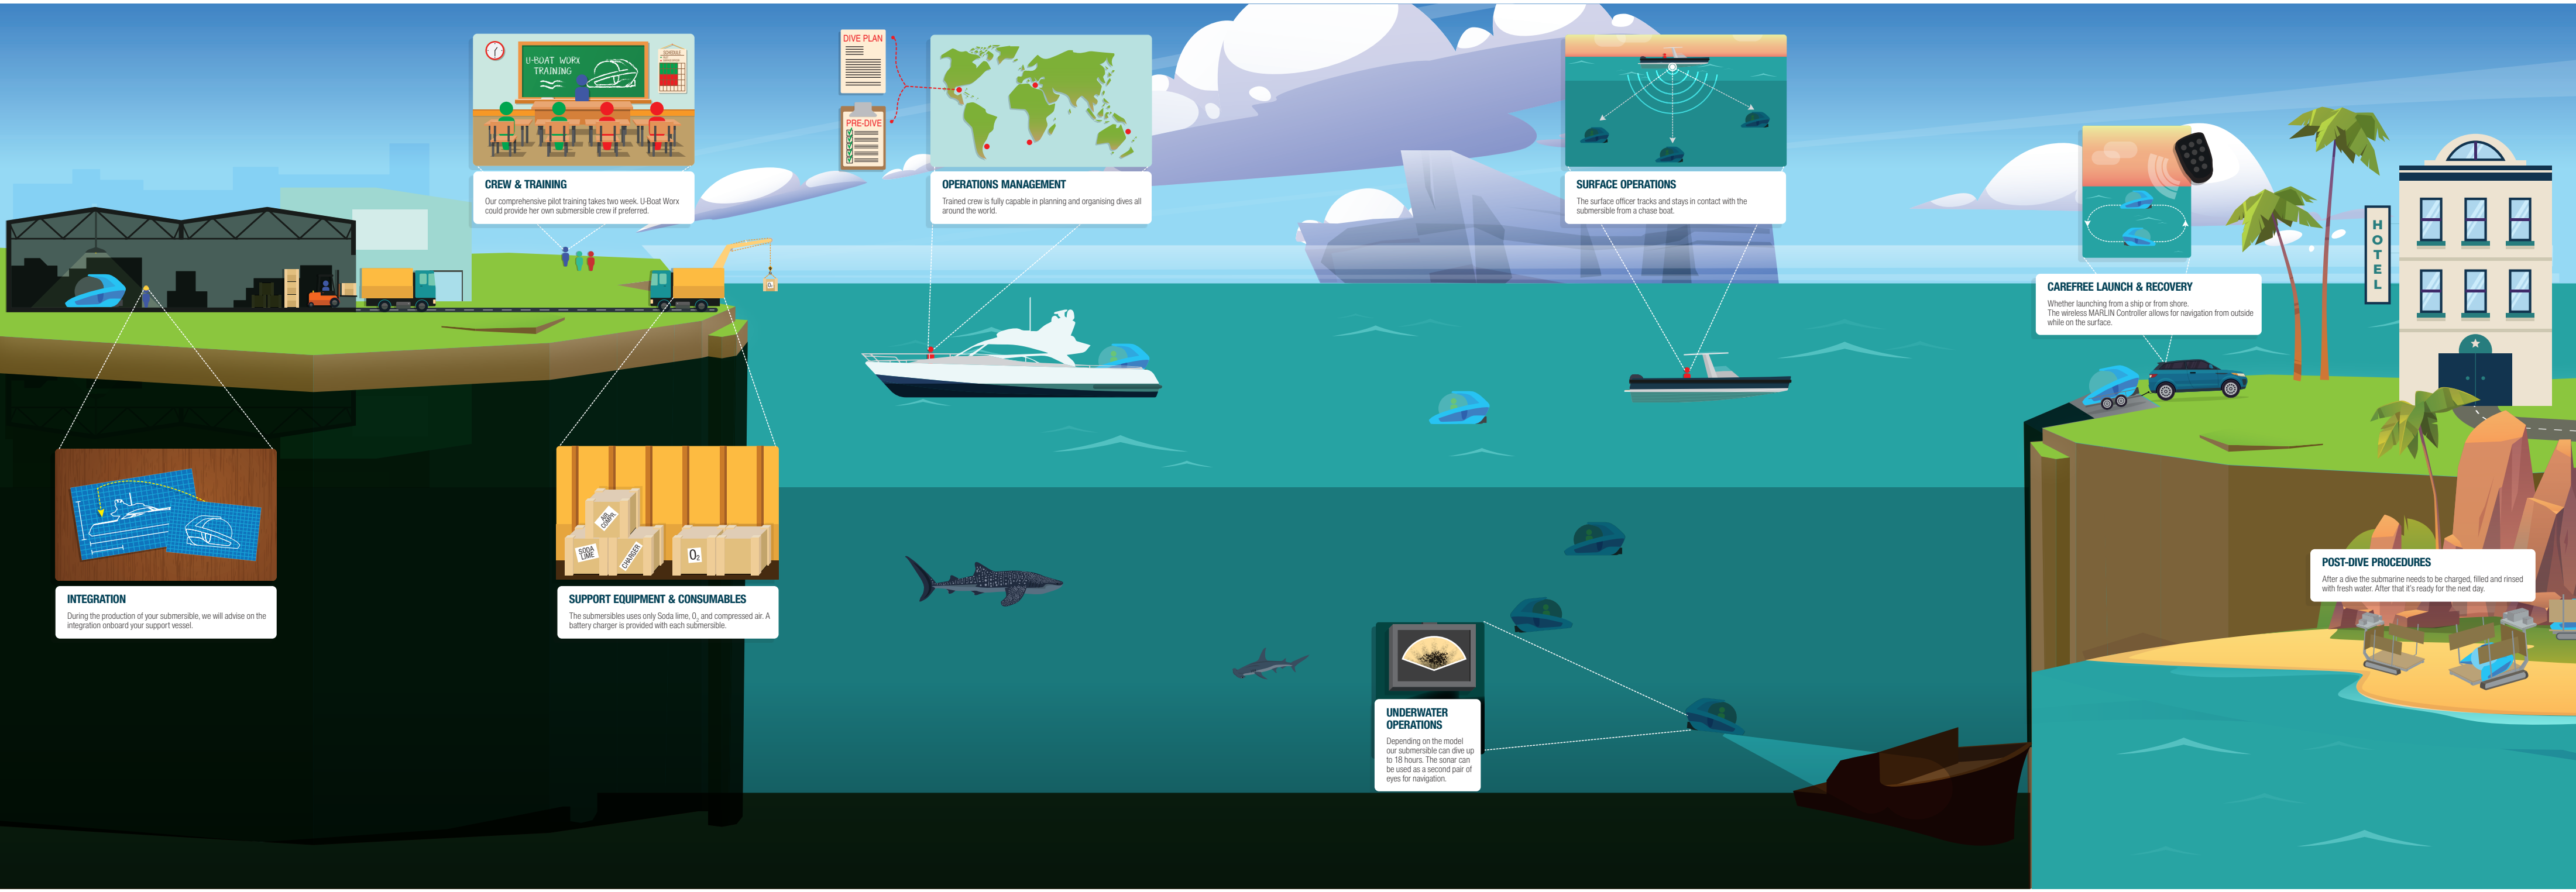 U-BOAT WORX
TRAINING
SCHEDULE
CREW & TRAINING
Our comprehensive pilot training takes two week. U-Boat Worx
could provide her own submersible crew if preferred.
DIVE PLAN
PRE-DIVE
OPERATIONS MANAGEMENT
Trained crew is fully capable in planning and organising dives all
around the world.
SURFACE OPERATIONS
The surface officer tracks and stays in contact with the
submersible from a chase boat.
CAREFREE LAUNCH & RECOVERY
Whether launching from a ship or from shore.
The wireless MARLIN Controller allows for navigation from outside
while on the surface.
HOTEL
O₂
INTEGRATION
During the production of your submersible, we will advise on the
integration onboard your support vessel.
AIR
COMPR
SODA
LIME
CHARGER
O₂
SUPPORT EQUIPMENT & CONSUMABLES
The submersibles uses only Soda lime, O₂ and compressed air. A
battery charger is provided with each submersible.
UNDERWATER
OPERATIONS
Depending on the model
our submersible can dive up
to 18 hours. The sonar can
be used as a second pair of
eyes for navigation.
POST-DIVE PROCEDURES
After a dive the submarine needs to be charged, filled and rinsed
with fresh water. After that it's ready for the next day.